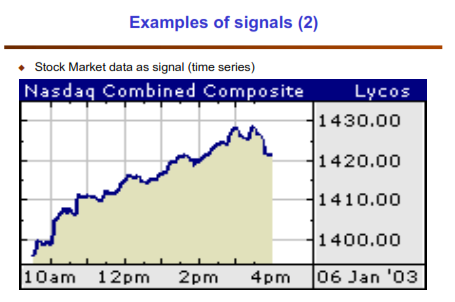 Examples of signals (2)
Stock Market data as signal (time series)
Nasdaq Combined Composite Lycos
1430.00
1420.00
1410.00
1400.00
10am 12pm 2pm 4pm 06 Jan '03